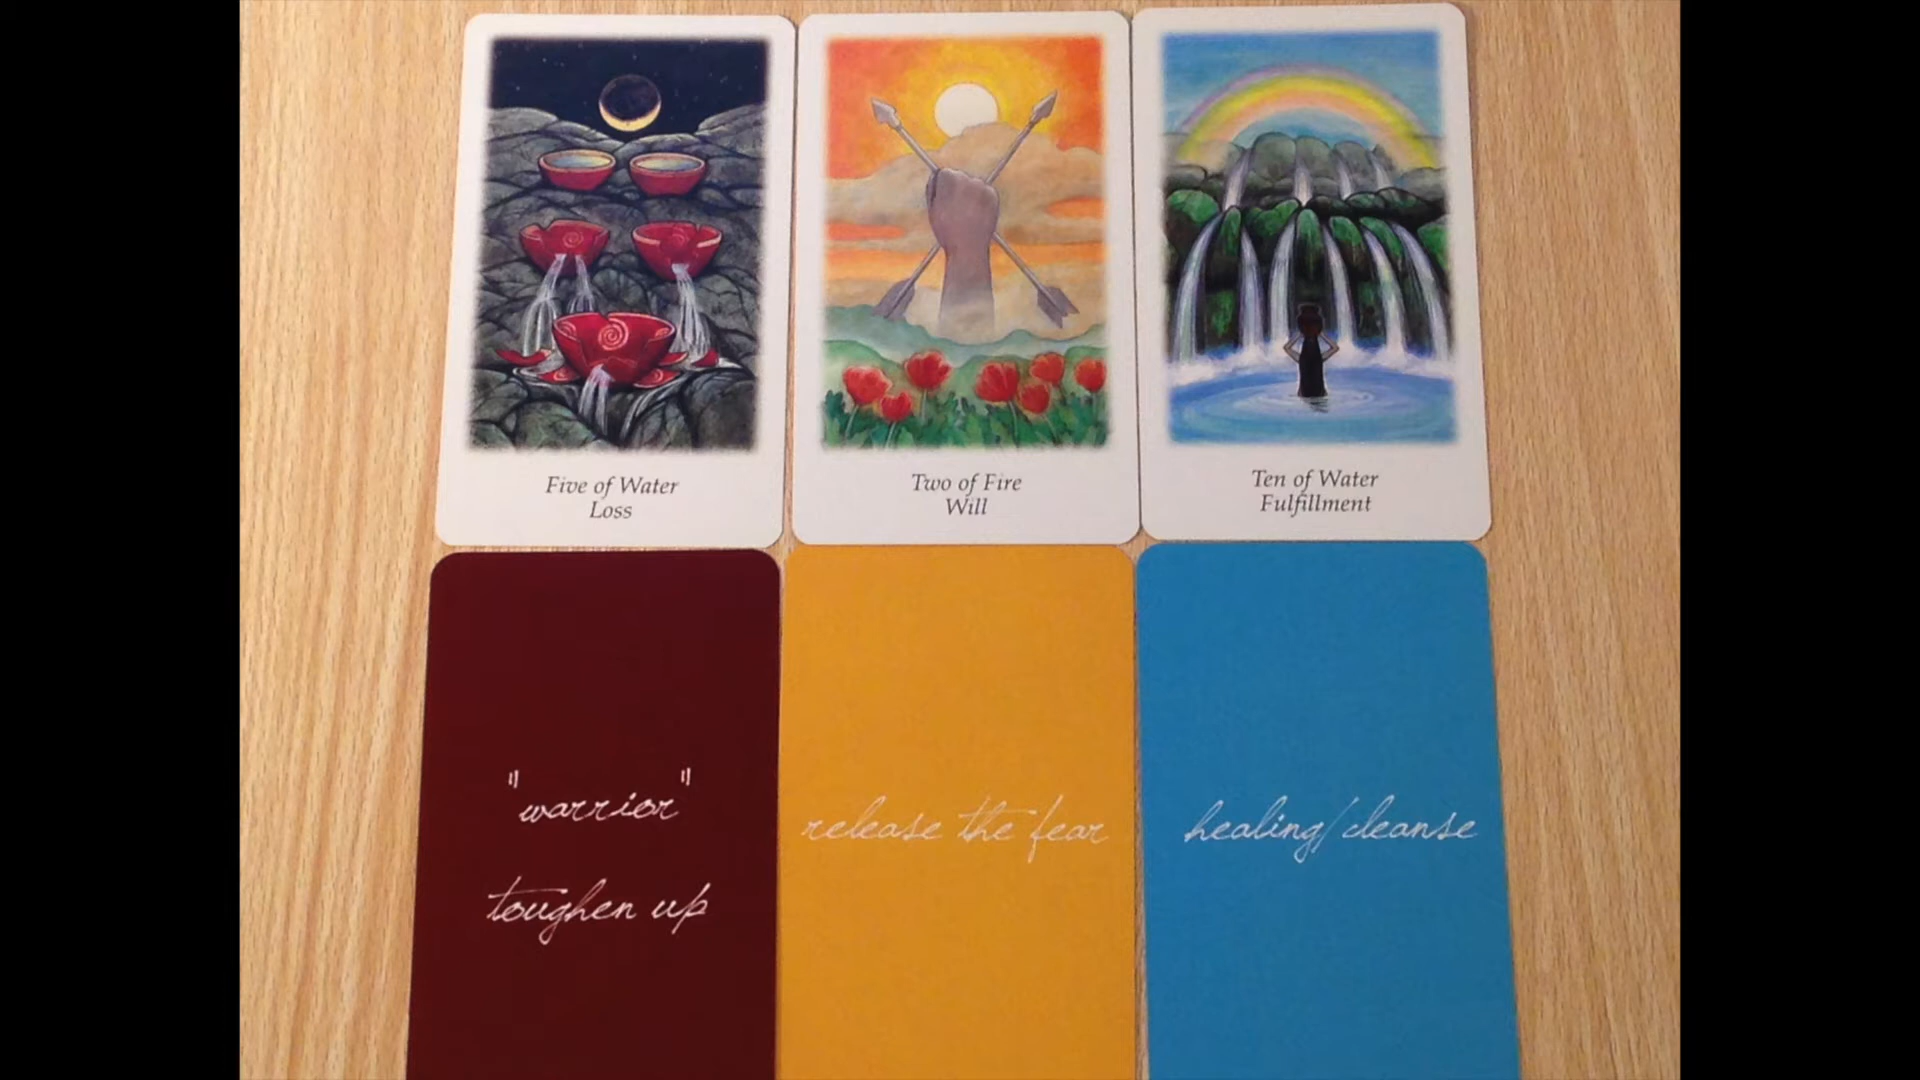 Five of Water
Loss
Two of Fire
Will
Ten of Water
Fulfillment
"warrior"
toughen up
release the fear
healing/cleanse